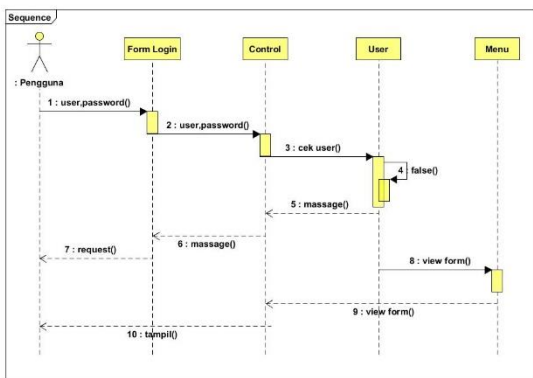 Sequence
Form Login
Control
User
Menu
: Pengguna
1 : user,password()
2 : user,password()
3 : cek user()
4 : false()
5 : massage()
6 : massage()
7 : request()
8 : view form()
9 : view form()
10 : tampil()